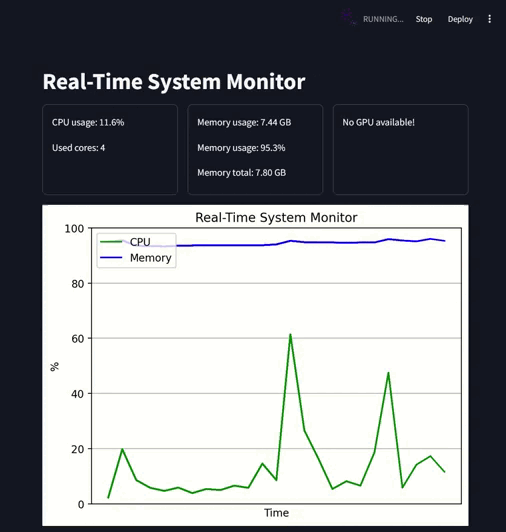 RUNNING... Stop Deploy
Real-Time System Monitor
CPU usage: 11.6%
Used cores: 4
Memory usage: 7.44 GB
Memory usage: 95.3%
Memory total: 7.80 GB
No GPU available!
Real-Time System Monitor
CPU
Memory
100
80
60
40
20
0
%
Time